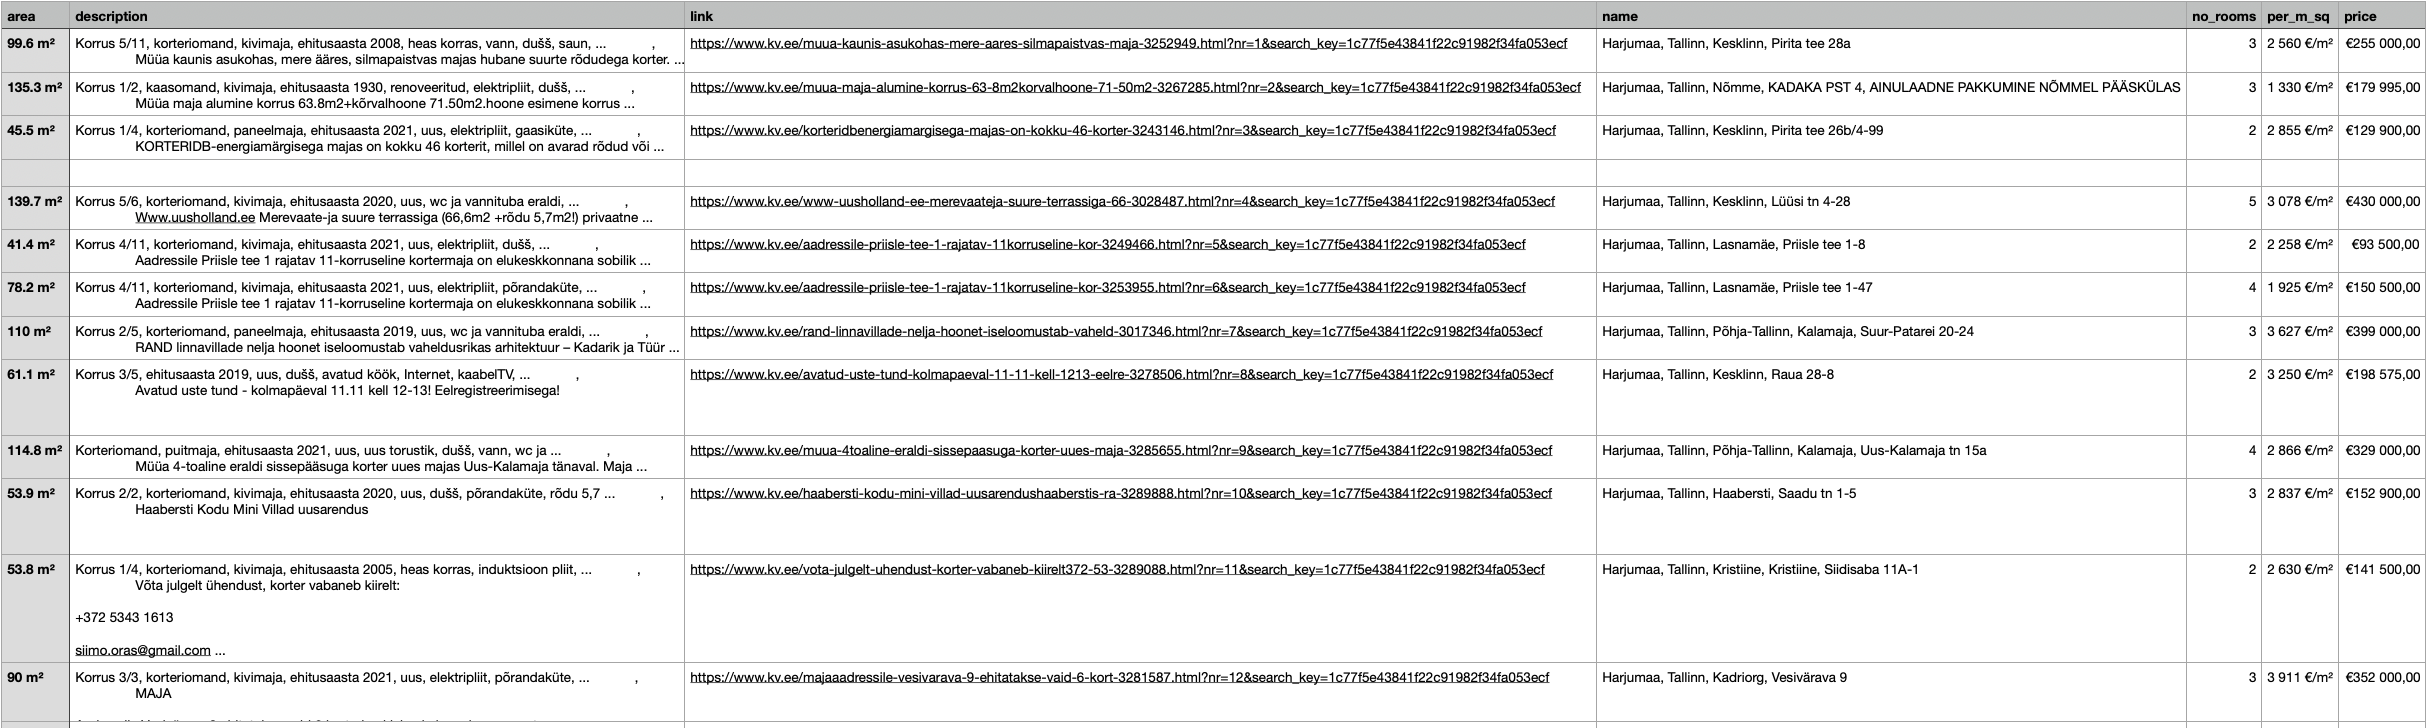 area description link name no_rooms per_m_sq price
99.6 m² Korrus 5/11, korteriomand, kivimaja, ehitusaasta 2008, heas korras, vann, dušš, saun, ... , https://www.kv.ee/muua-kaunis-asukohas-mere-aares-silmapaistvas-maja-3252949.html?nr=1&search_key=1c77f5e43841f22c91982f34fa053ecf Harjumaa, Tallinn, Kesklinn, Pirita tee 28a 3 2 560 €/m² €255 000,00
Müüa kaunis asukohas, mere ääres, silmapaistvas majas hubane suurte rõdudega korter. ...
135.3 m² Korrus 1/2, kaasomand, kivimaja, ehitusaasta 1930, renoveeritud, elektripliit, dušš, ... , https://www.kv.ee/muua-maja-alumine-korrus-63-8m2korvalhoone-71-50m2-3267285.html?nr=2&search_key=1c77f5e43841f22c91982f34fa053ecf Harjumaa, Tallinn, Nõmme, KADAKA PST 4, AINULAADNE PAKKUMINE NÕMMEL PÄÄSKÜLAS 3 1 330 €/m² €179 995,00
Müüa maja alumine korrus 63.8m2+kõrvalhoone 71.50m2.hoone esimene korrus ...
45.5 m² Korrus 1/4, korteriomand, paneelmaja, ehitusaasta 2021, uus, elektripliit, gaasiküte, ... , https://www.kv.ee/korteridbenergiamargisega-majas-on-kokku-46-korter-3243146.html?nr=3&search_key=1c77f5e43841f22c91982f34fa053ecf Harjumaa, Tallinn, Kesklinn, Pirita tee 26b/4-99 2 2 855 €/m² €129 900,00
KORTERIDB-energiamärgisega majas on kokku 46 korterit, millel on avarad rõdud või ...
139.7 m² Korrus 5/6, korteriomand, kivimaja, ehitusaasta 2020, uus, wc ja vannituba eraldi, ... , https://www.kv.ee/www-uusholland-ee-merevaateja-suure-terrassiga-66-3028487.html?nr=4&search_key=1c77f5e43841f22c91982f34fa053ecf Harjumaa, Tallinn, Kesklinn, Lüüsi tn 4-28 5 3 078 €/m² €430 000,00
Www.uusholland.ee Merevaate-ja suure terrassiga (66,6m2 +rõdu 5,7m2!) privaatne ...
41.4 m² Korrus 4/11, korteriomand, kivimaja, ehitusaasta 2021, uus, elektripliit, dušš, ... , https://www.kv.ee/aadressile-priisle-tee-1-rajatav-11korruseline-kor-3249466.html?nr=5&search_key=1c77f5e43841f22c91982f34fa053ecf Harjumaa, Tallinn, Lasnamäe, Priisle tee 1-8 2 2 258 €/m² €93 500,00
Aadressile Priisle tee 1 rajatav 11-korruseline kortermaja on elukeskkonnana sobilik ...
78.2 m² Korrus 4/11, korteriomand, kivimaja, ehitusaasta 2021, uus, elektripliit, põrandaküte, ... , https://www.kv.ee/aadressile-priisle-tee-1-rajatav-11korruseline-kor-3253955.html?nr=6&search_key=1c77f5e43841f22c91982f34fa053ecf Harjumaa, Tallinn, Lasnamäe, Priisle tee 1-47 4 1 925 €/m² €150 500,00
Aadressile Priisle tee 1 rajatav 11-korruseline kortermaja on elukeskkonnana sobilik ...
110 m² Korrus 2/5, korteriomand, paneelmaja, ehitusaasta 2019, uus, wc ja vannituba eraldi, ... , https://www.kv.ee/rand-linnavillade-nelja-hoonet-iseloomustab-vaheld-3017346.html?nr=7&search_key=1c77f5e43841f22c91982f34fa053ecf Harjumaa, Tallinn, Põhja-Tallinn, Kalamaja, Suur-Patarei 20-24 3 3 627 €/m² €399 000,00
RAND linnavillade nelja hoonet iseloomustab vaheldusrikas arhitektuur – Kadarik ja Tüür ...
61.1 m² Korrus 3/5, ehitusaasta 2019, uus, dušš, avatud köök, Internet, kaabelTV, ... , https://www.kv.ee/avatud-uste-tund-kolmapaeval-11-11-kell-1213-eelre-3278506.html?nr=8&search_key=1c77f5e43841f22c91982f34fa053ecf Harjumaa, Tallinn, Kesklinn, Raua 28-8 2 3 250 €/m² €198 575,00
Avatud uste tund - kolmapäeval 11.11 kell 12-13! Eelregistreerimisega!
114.8 m² Korteriomand, puitmaja, ehitusaasta 2021, uus, uus torustik, dušš, vann, wc ja ... , https://www.kv.ee/muua-4toaline-eraldi-sissepaasuga-korter-uues-maja-3285655.html?nr=9&search_key=1c77f5e43841f22c91982f34fa053ecf Harjumaa, Tallinn, Põhja-Tallinn, Kalamaja, Uus-Kalamaja tn 15a 4 2 866 €/m² €329 000,00
Müüa 4-toaline eraldi sissepääsuga korter uues majas Uus-Kalamaja tänaval. Maja ...
53.9 m² Korrus 2/2, korteriomand, kivimaja, ehitusaasta 2020, uus, dušš, põrandaküte, rõdu 5,7 ... , https://www.kv.ee/haabersti-kodu-mini-villad-uusarendushaaberstis-ra-3289888.html?nr=10&search_key=1c77f5e43841f22c91982f34fa053ecf Harjumaa, Tallinn, Haabersti, Saadu tn 1-5 3 2 837 €/m² €152 900,00
Haabersti Kodu Mini Villad uusarendus
53.8 m² Korrus 1/4, korteriomand, kivimaja, ehitusaasta 2005, heas korras, induktsioon pliit, ... , https://www.kv.ee/vota-julgelt-uhendust-korter-vabaneb-kiirelt372-53-3289088.html?nr=11&search_key=1c77f5e43841f22c91982f34fa053ecf Harjumaa, Tallinn, Kristiine, Kristiine, Siidisaba 11A-1 2 2 630 €/m² €141 500,00
Võta julgelt ühendust, korter vabaneb kiirelt:
+372 5343 1613
siimo.oras@gmail.com ...
90 m² Korrus 3/3, korteriomand, kivimaja, ehitusaasta 2021, uus, elektripliit, põrandaküte, ... , https://www.kv.ee/majaaadressile-vesivarava-9-ehitatakse-vaid-6-kort-3281587.html?nr=12&search_key=1c77f5e43841f22c91982f34fa053ecf Harjumaa, Tallinn, Kadriorg, Vesivärava 9 3 3 911 €/m² €352 000,00
MAJA